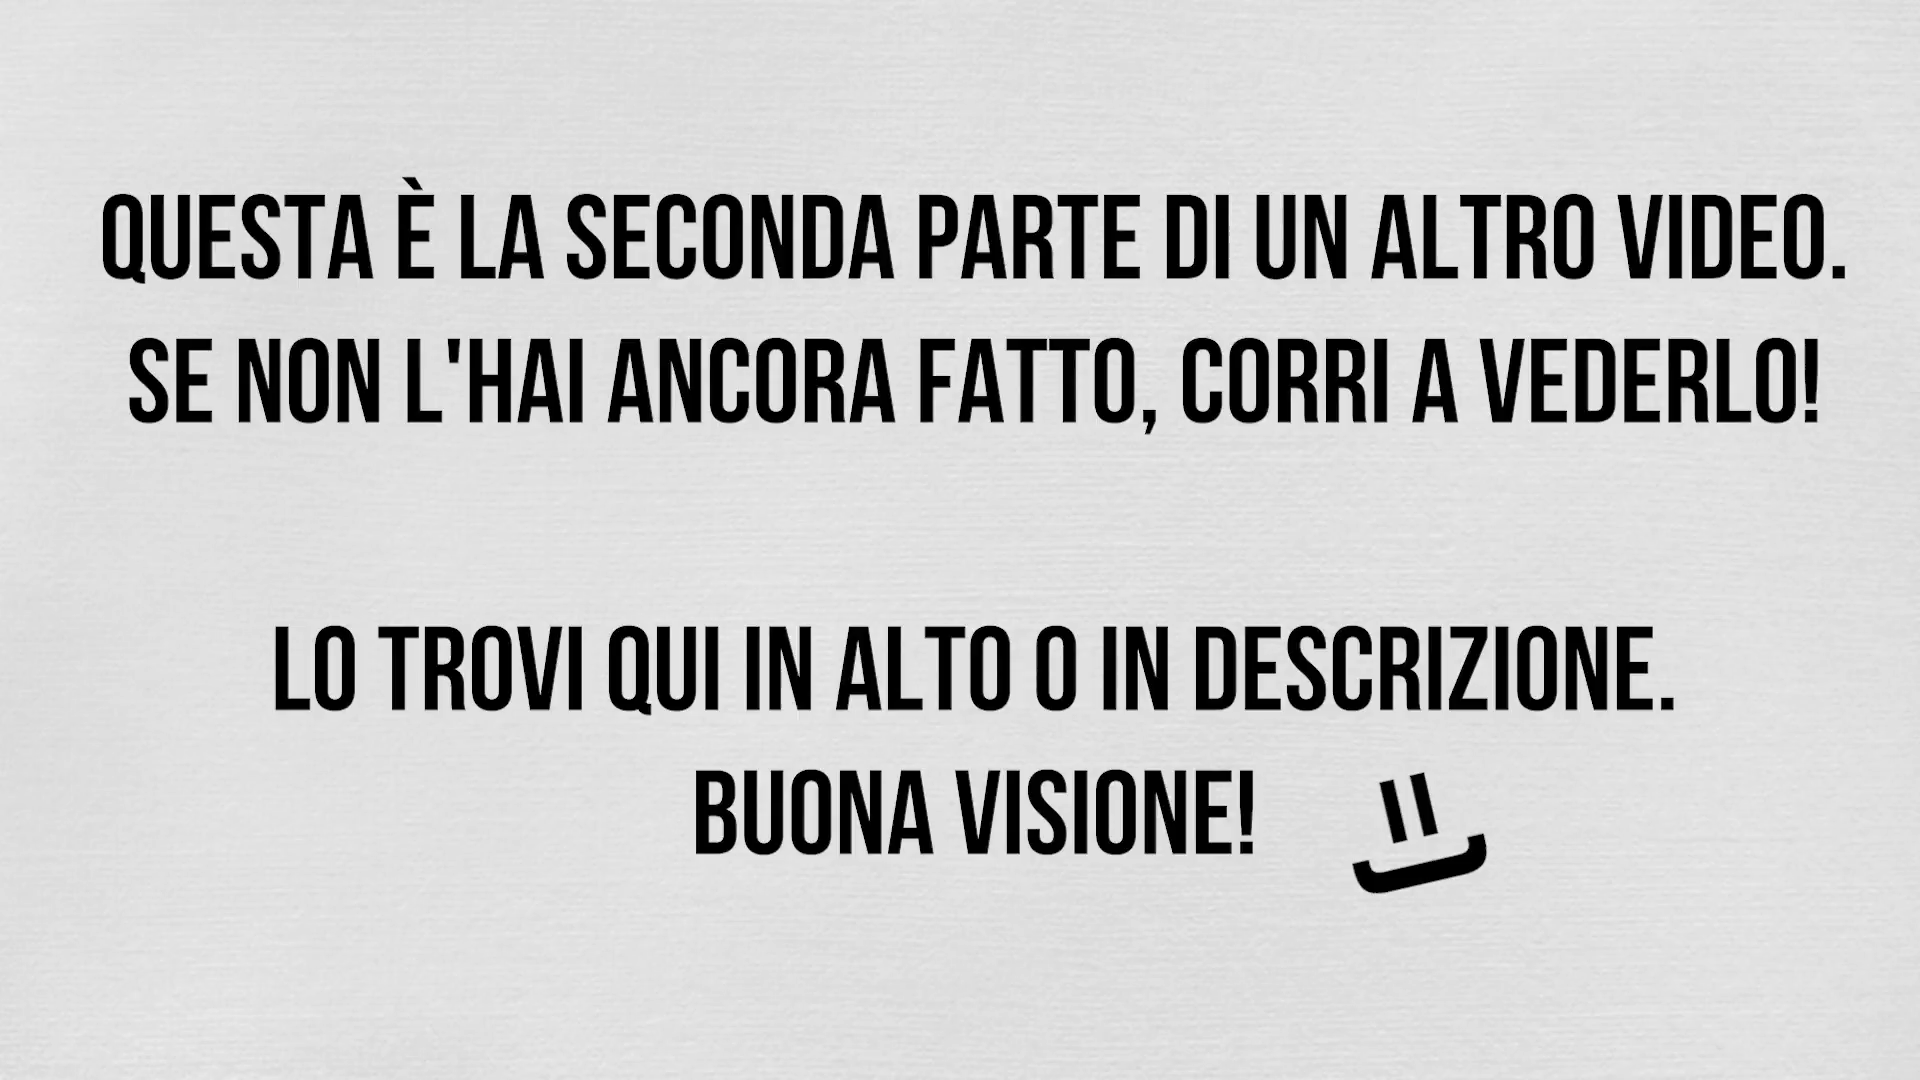 QUESTA È LA SECONDA PARTE DI UN ALTRO VIDEO.
SE NON L'HAI ANCORA FATTO, CORRI A VEDERLO!
LO TROVI QUI IN ALTO O IN DESCRIZIONE.
BUONA VISIONE!